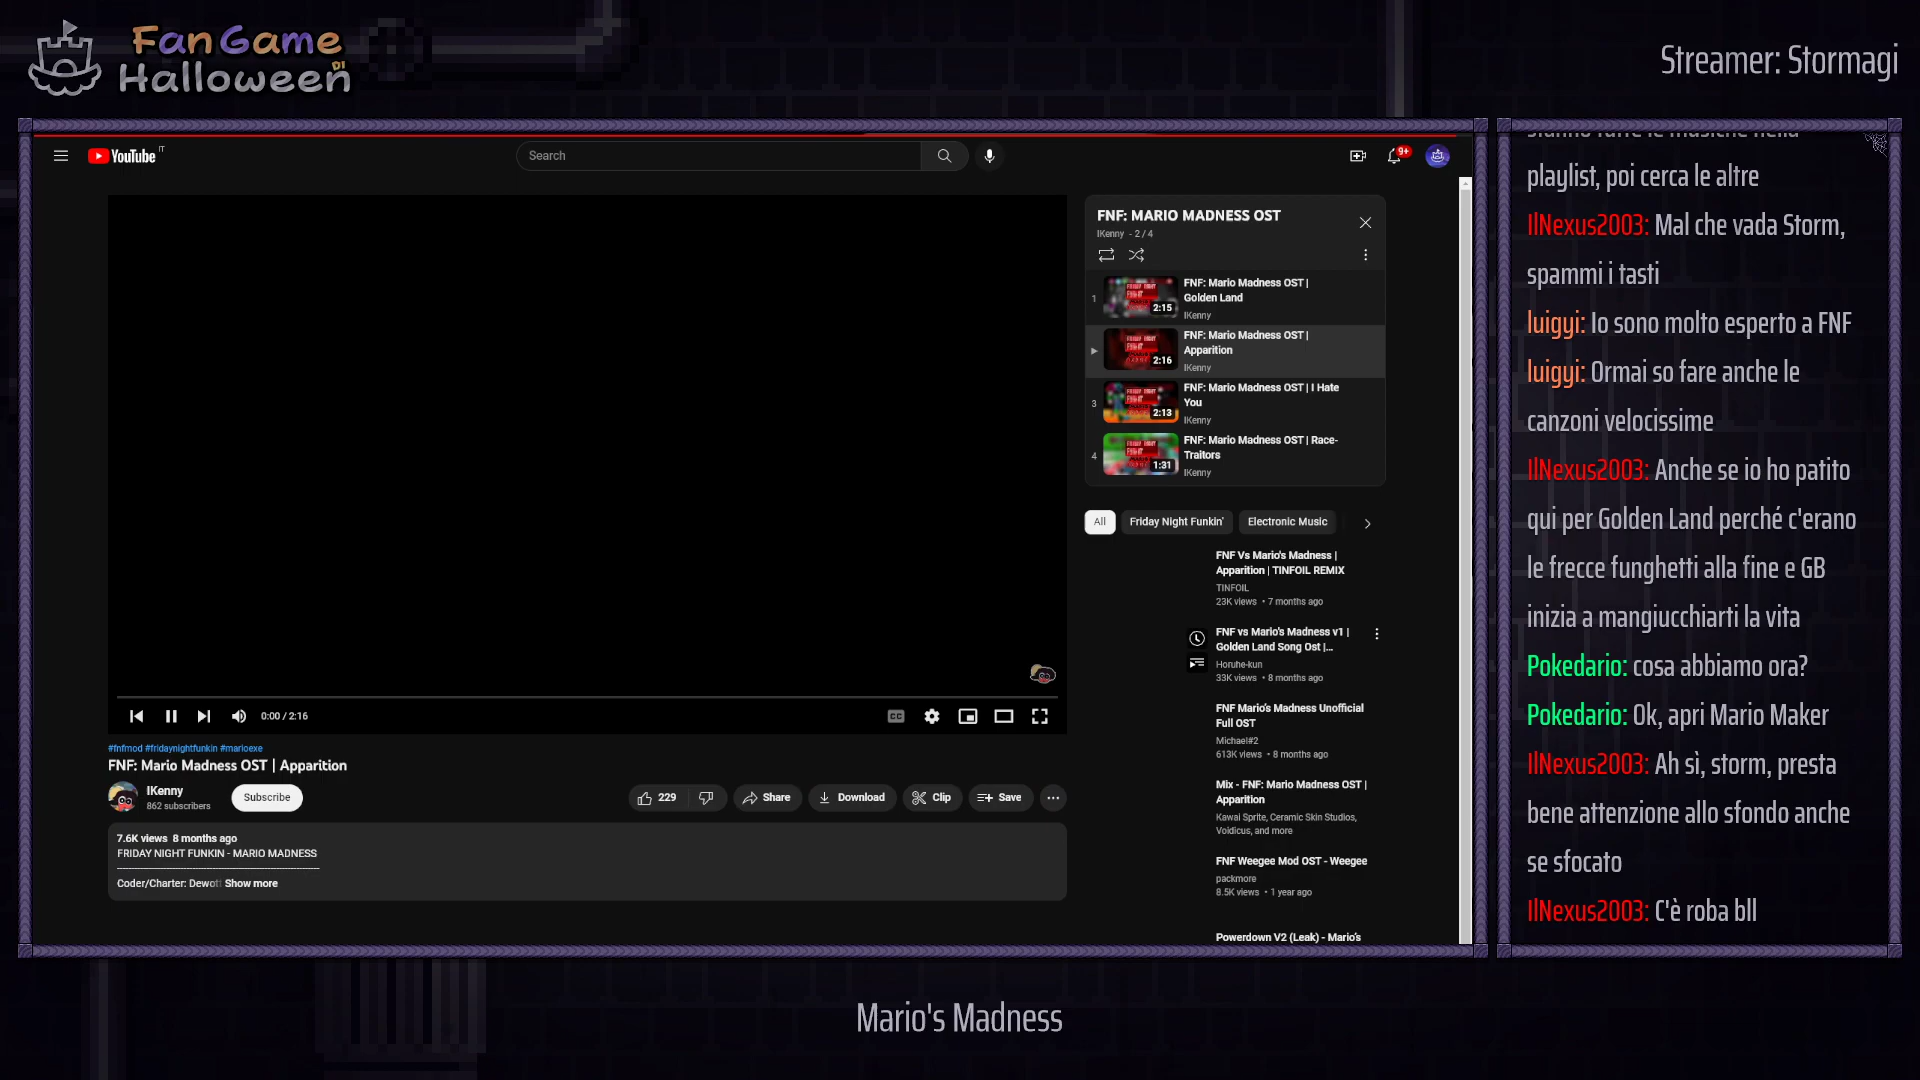 FanGame
DI
Halloween
Streamer: Stormagi
YouTube IT
Search
9+
FNF: MARIO MADNESS OST
IKenny - 2 / 4
1
FNF: Mario Madness OST |
Golden Land
IKenny
2:15
FNF: Mario Madness OST |
Apparition
IKenny
2:16
3
FNF: Mario Madness OST | I Hate
You
IKenny
2:13
4
FNF: Mario Madness OST | Race-
Traitors
IKenny
1:31
All
Friday Night Funkin'
Electronic Music
FNF Vs Mario's Madness |
Apparition | TINFOIL REMIX
TINFOIL
23K views • 7 months ago
FNF vs Mario's Madness v1 |
Golden Land Song Ost |...
Horuhe-kun
33K views • 8 months ago
FNF Mario's Madness Unofficial
Full OST
Michael#2
613K views • 8 months ago
Mix - FNF: Mario Madness OST |
Apparition
Kawai Sprite, Ceramic Skin Studios,
Voidicus, and more
FNF Weegee Mod OST - Weegee
packmore
8.5K views • 1 year ago
Powerdown V2 (Leak) - Mario's
0:00 / 2:16
CC
#fnfmod #fridaynightfunkin #marioexe
FNF: Mario Madness OST | Apparition
IKenny
862 subscribers
Subscribe
229
Share
Download
Clip
Save
7.6K views 8 months ago
FRIDAY NIGHT FUNKIN - MARIO MADNESS
Coder/Charter: Dewott Show more
playlist, poi cerca le altre
IlNexus2003: Mal che vada Storm,
spammi i tasti
luigyi: Io sono molto esperto a FNF
luigyi: Ormai so fare anche le
canzoni velocissime
IlNexus2003: Anche se io ho patito
qui per Golden Land perché c'erano
le frecce funghetti alla fine e GB
inizia a mangiucchiarti la vita
Pokedario: cosa abbiamo ora?
Pokedario: Ok, apri Mario Maker
IlNexus2003: Ah sì, storm, presta
bene attenzione allo sfondo anche
se sfocato
IlNexus2003: C'è roba bll
Mario's Madness